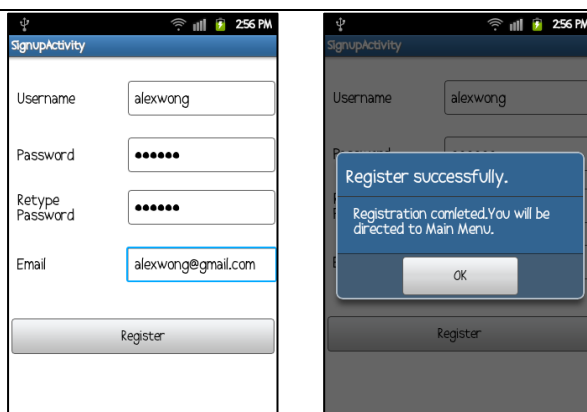 2:56 PM
SignupActivity
Username
alexwong
Password
••••••
Retype
Password
••••••
Email
alexwong@gmail.com
Register
2:56 PM
SignupActivity
Username
alexwong
Register successfully.
Registration comleted.You will be
directed to Main Menu.
OK
Register